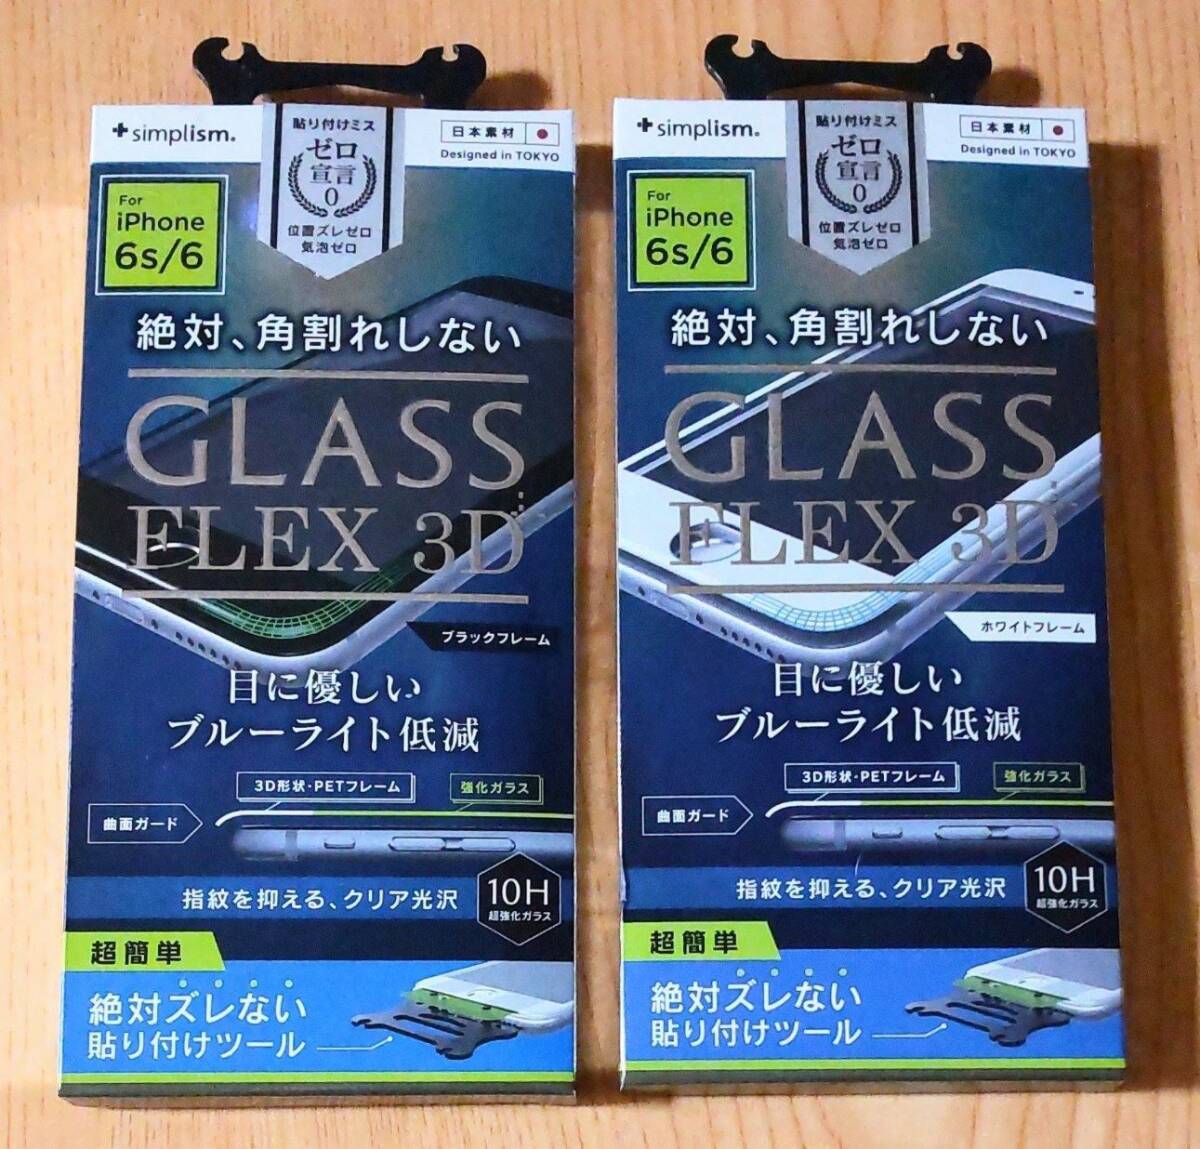 simplism.
貼り付けミス
ゼロ
宣言
0
位置ズレゼロ
気泡ゼロ
日本素材
Designed in TOKYO
For
iPhone
6s/6
絶対、角割れしない
GLASS
FLEX 3D
ブラックフレーム
目に優しい
ブルーライト低減
3D形状・PETフレーム
強化ガラス
曲面ガード
指紋を抑える、クリア光沢
10H
超強化ガラス
超簡単
絶対ズレない
貼り付けツール
simplism.
貼り付けミス
ゼロ
宣言
0
位置ズレゼロ
気泡ゼロ
日本素材
Designed in TOKYO
For
iPhone
6s/6
絶対、角割れしない
GLASS
FLEX 3D
ホワイトフレーム
目に優しい
ブルーライト低減
3D形状・PETフレーム
強化ガラス
曲面ガード
指紋を抑える、クリア光沢
10H
超強化ガラス
超簡単
絶対ズレない
貼り付けツール